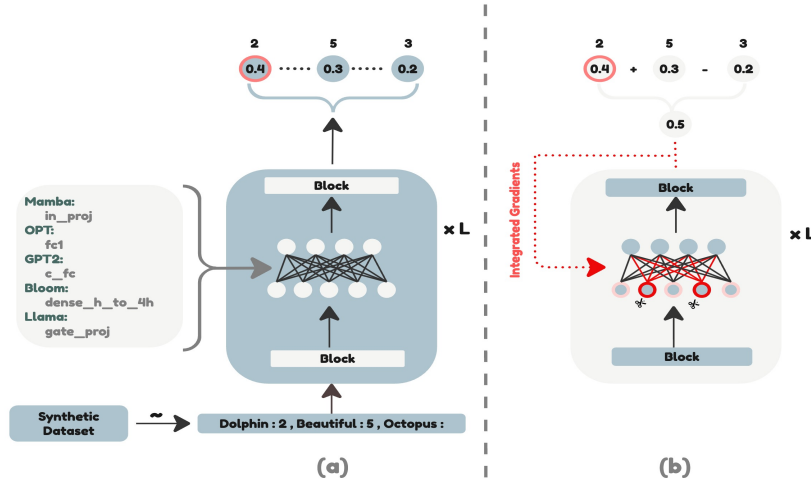 2 5 3
0.4 ...... 0.3 ...... 0.2
Block
Mamba:
in_proj
OPT:
fc1
GPT2:
c_fc
Bloom:
dense_h_to_4h
Llama:
gate_proj
× L
Block
Synthetic
Dataset
~
Dolphin : 2 , Beautiful : 5 , Octopus :
(a)
2 5 3
0.4 + 0.3 - 0.2
0.5
Integrated Gradients
Block
× L
Block
(b)